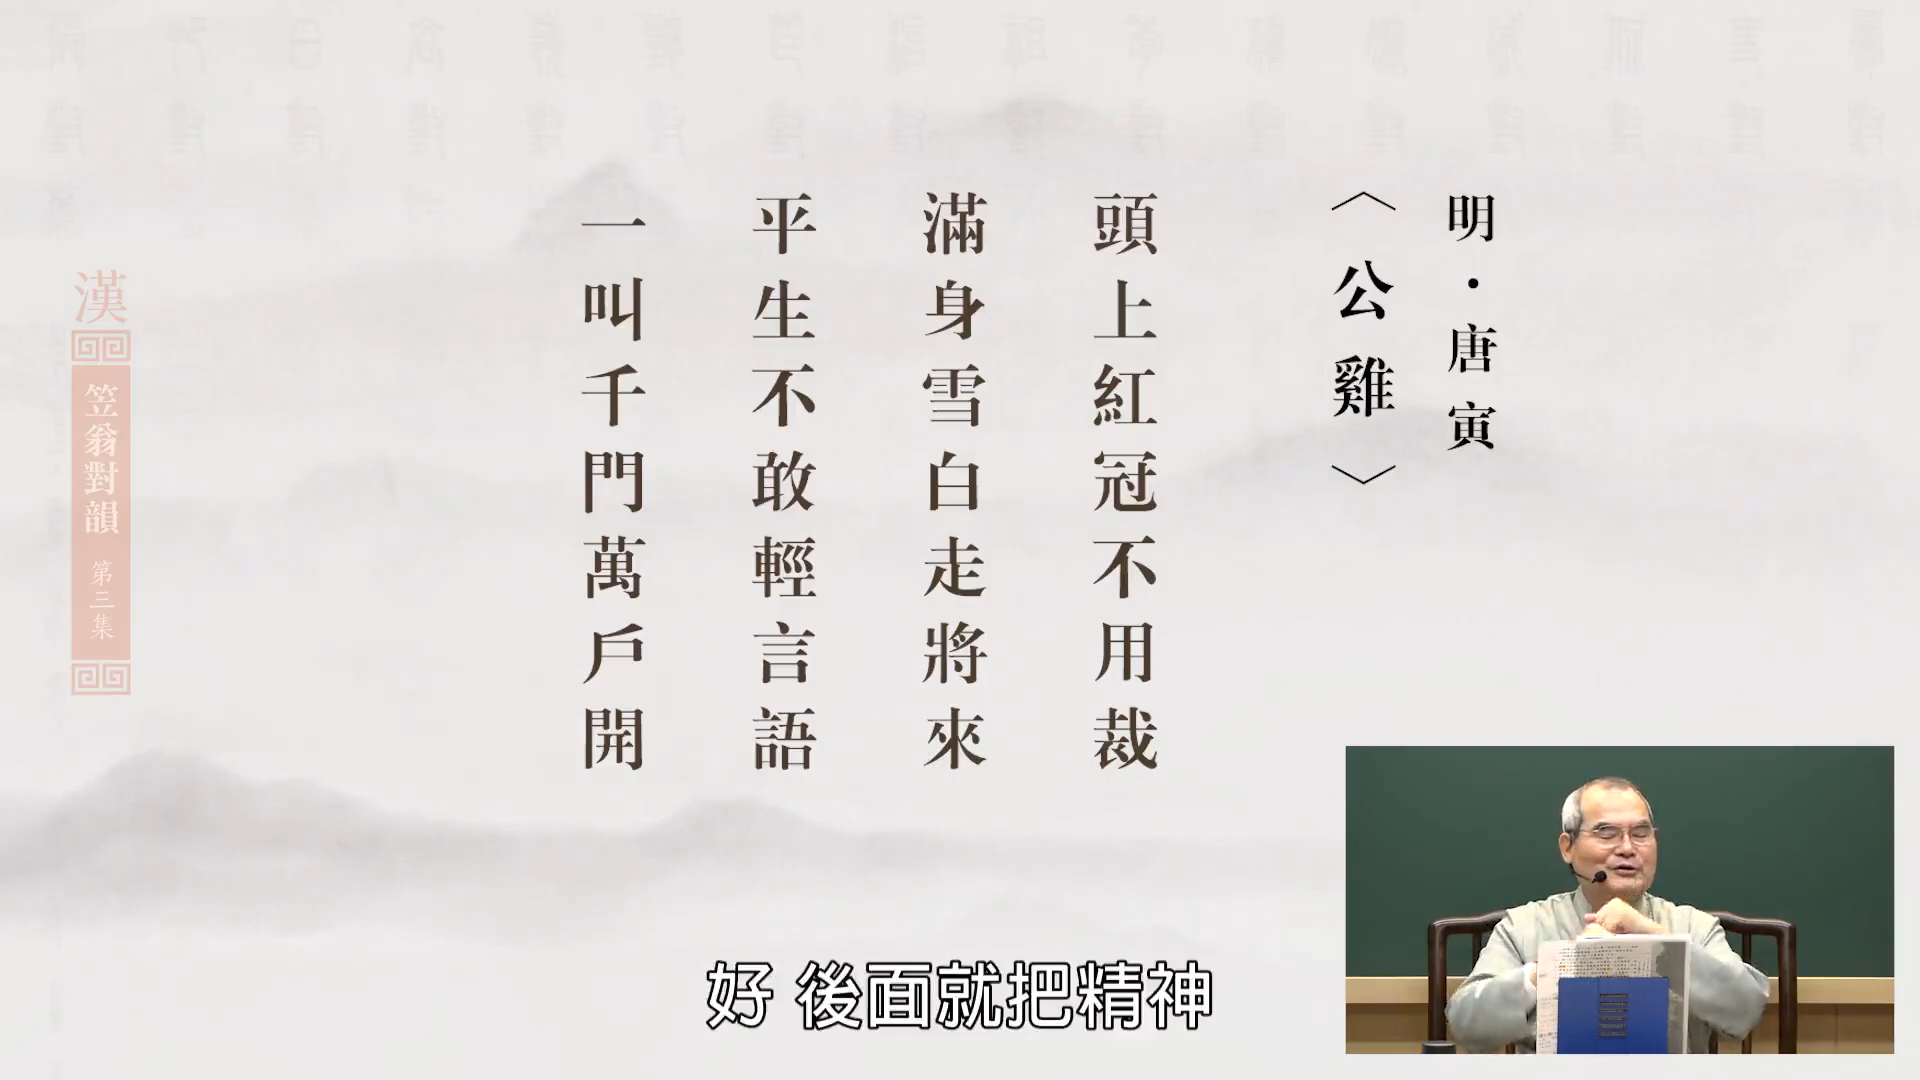 明・唐寅
〈公雞〉
頭上紅冠不用裁
滿身雪白走將來
平生不敢輕言語
一叫千門萬戶開
漢
笠翁對韻 第三集
好 後面就把精神